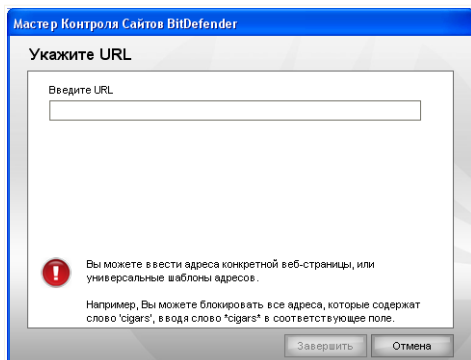 Мастер Контроля Сайтов BitDefender
Укажите URL
Введите URL
Вы можете ввести адреса конкретной веб-страницы, или
универсальные шаблоны адресов.
Например, Вы можете блокировать все адреса, которые содержат
слово 'cigars', вводя слово *cigars* в соответствующее поле.
Завершить Отмена